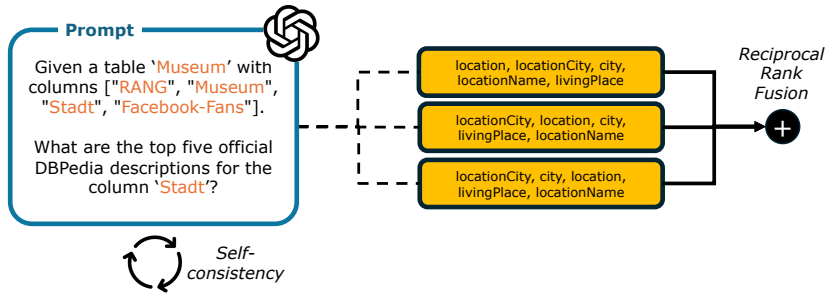 Prompt
Given a table ‘Museum’ with
columns ["RANG", "Museum",
"Stadt", "Facebook-Fans"].
What are the top five official
DBPedia descriptions for the
column ‘Stadt’?
Self-
consistency
location, locationCity, city,
locationName, livingPlace
locationCity, location, city,
livingPlace, locationName
locationCity, city, location,
livingPlace, locationName
Reciprocal
Rank
Fusion
+